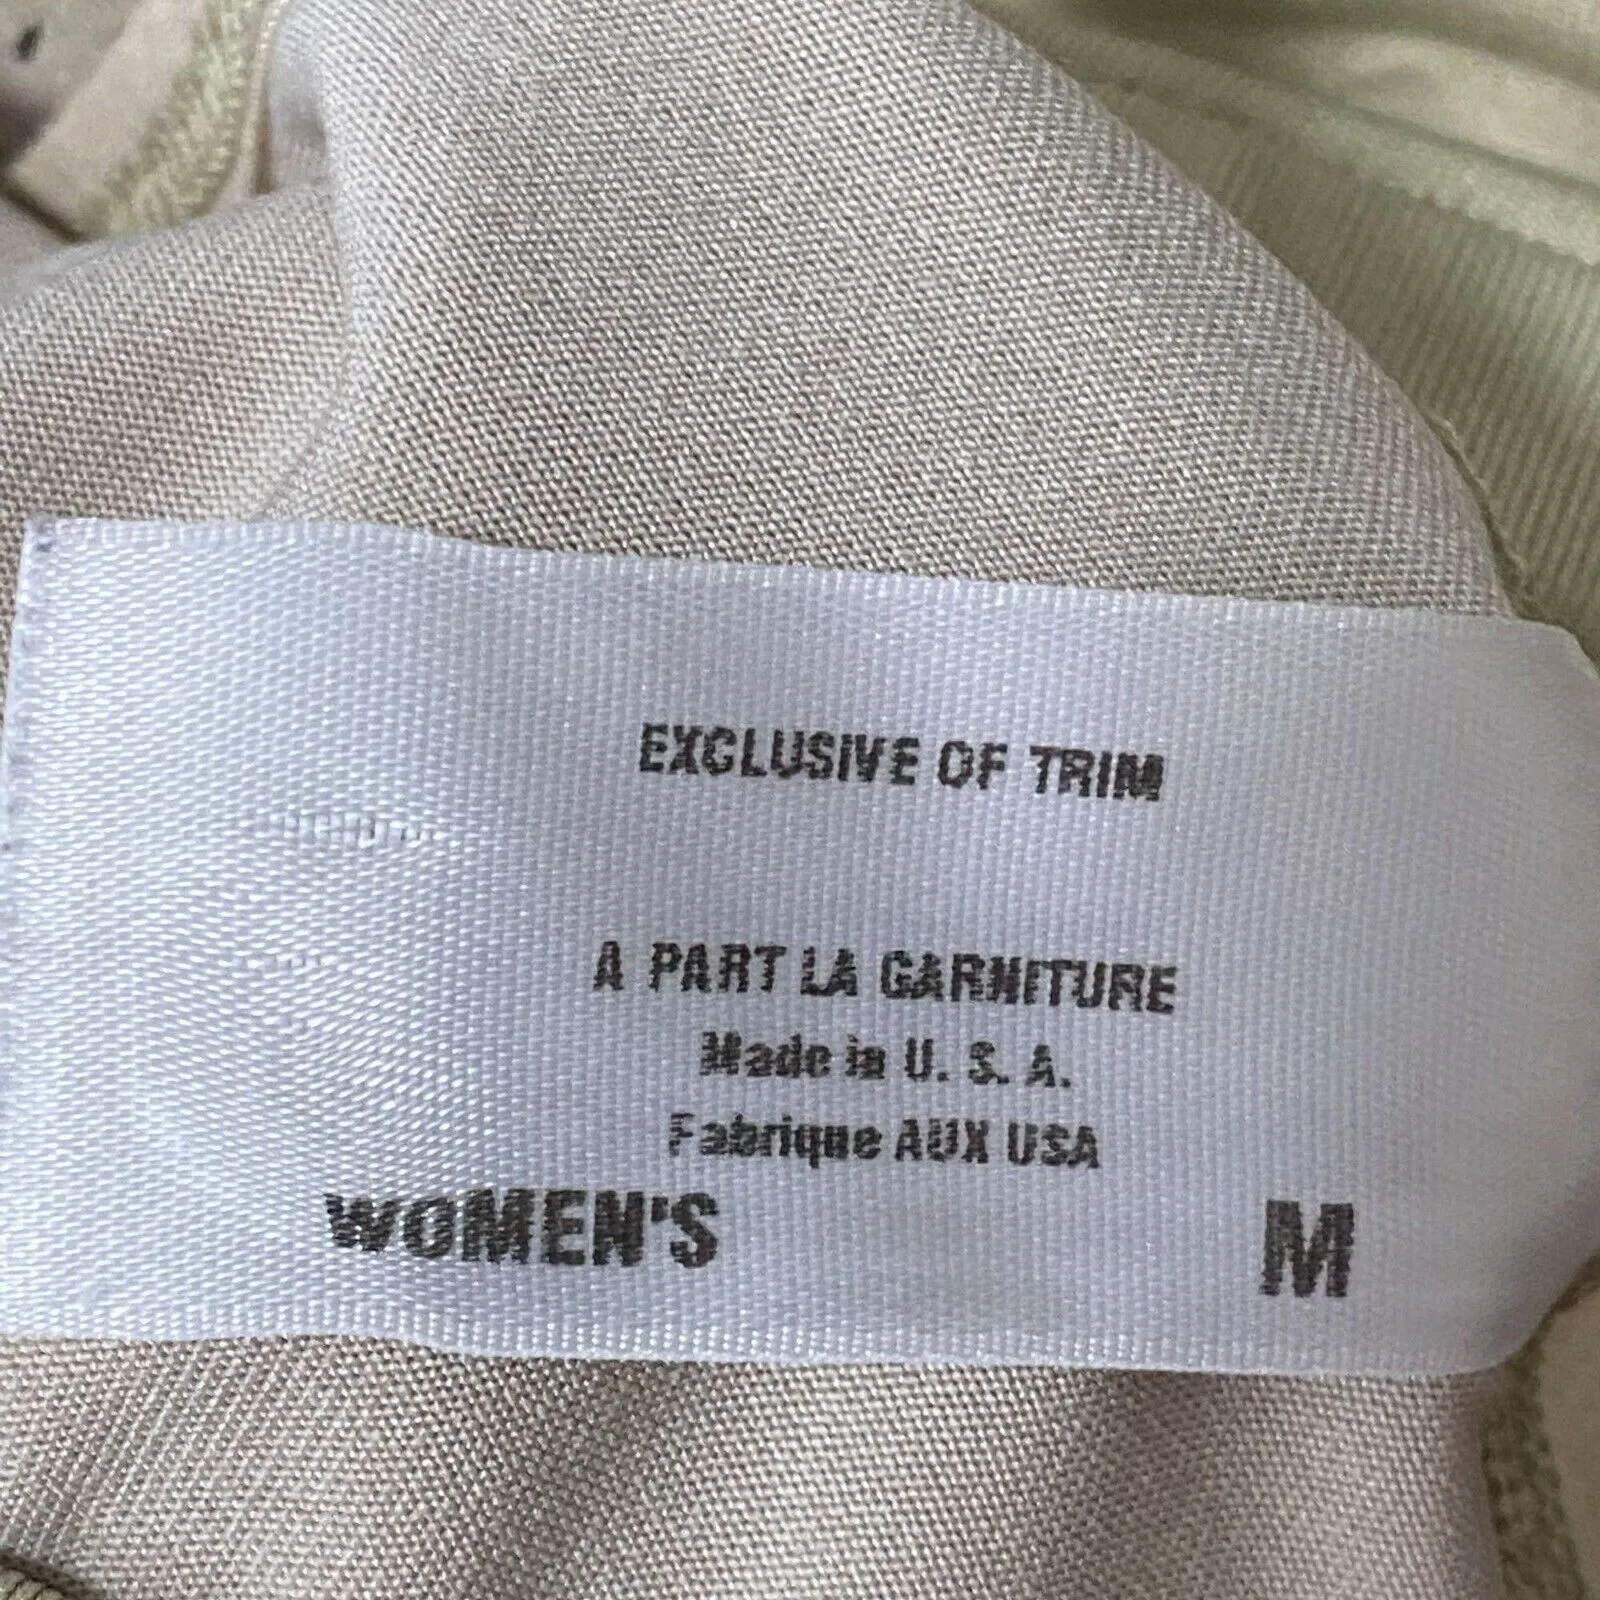 EXCLUSIVE OF TRIM
A PART LA GARNITURE
Made in U. S. A.
Fabrique AUX USA
WOMEN'S M